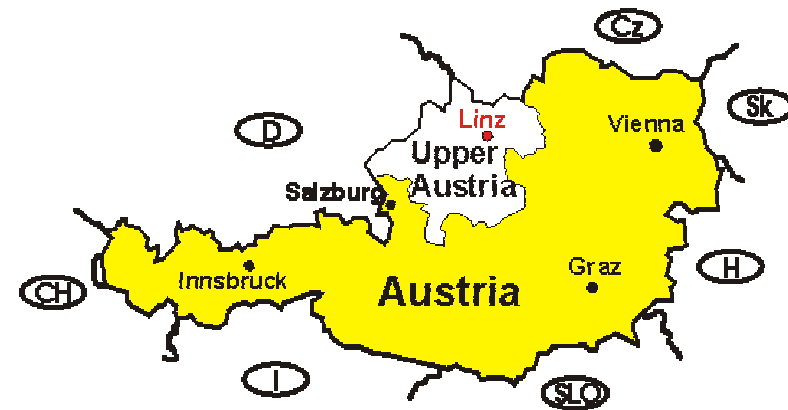 Cz
D
Sk
Linz
Vienna
Upper
Austria
Salzburg
CH
Innsbruck
Graz
H
Austria
I
SLO